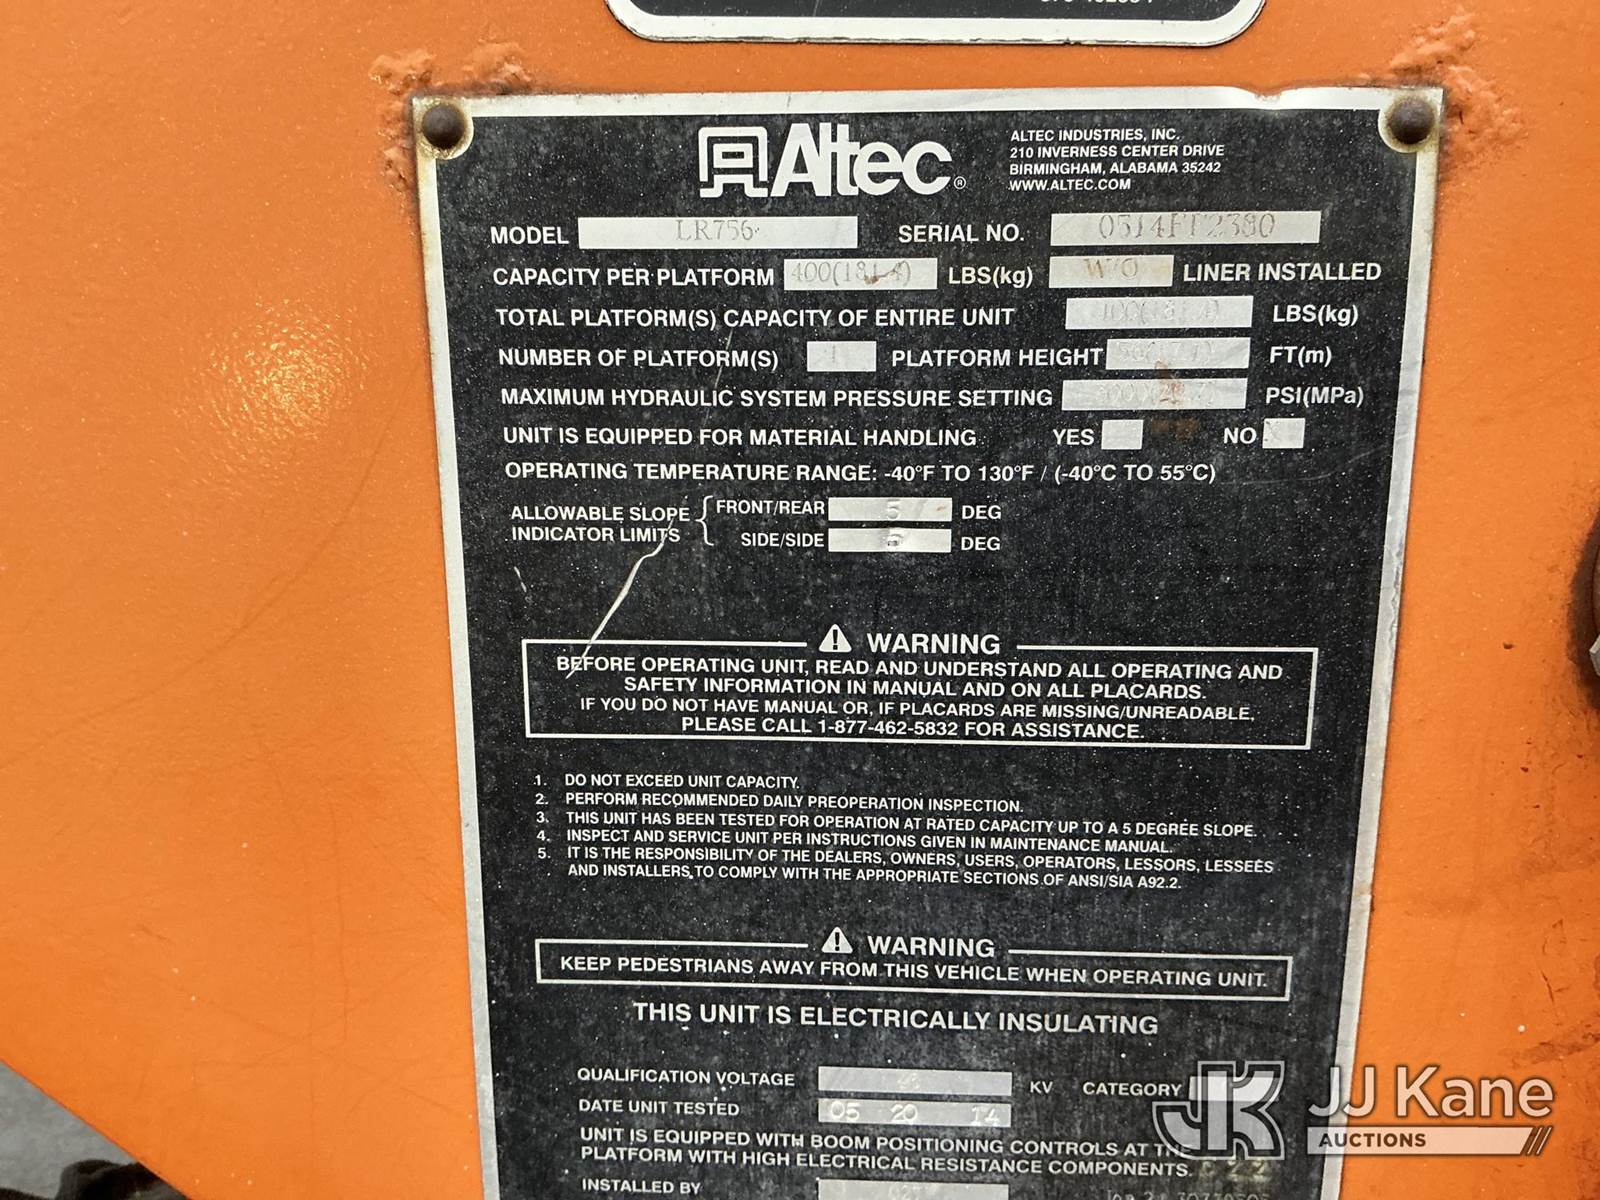 Altec®
ALTEC INDUSTRIES, INC.
210 INVERNESS CENTER DRIVE
BIRMINGHAM, ALABAMA 35242
WWW.ALTEC.COM
MODEL LR756 SERIAL NO.
CAPACITY PER PLATFORM 400(181.4) LBS(kg) W/O LINER INSTALLED
TOTAL PLATFORM(S) CAPACITY OF ENTIRE UNIT LBS(kg)
NUMBER OF PLATFORM(S) 1 PLATFORM HEIGHT FT(m)
MAXIMUM HYDRAULIC SYSTEM PRESSURE SETTING PSI(MPa)
UNIT IS EQUIPPED FOR MATERIAL HANDLING YES NO X
OPERATING TEMPERATURE RANGE: -40°F TO 130°F / (-40°C TO 55°C)
ALLOWABLE SLOPE INDICATOR LIMITS { FRONT/REAR 5 DEG
SIDE/SIDE 5 DEG
WARNING
BEFORE OPERATING UNIT, READ AND UNDERSTAND ALL OPERATING AND
SAFETY INFORMATION IN MANUAL AND ON ALL PLACARDS.
IF YOU DO NOT HAVE MANUAL OR, IF PLACARDS ARE MISSING/UNREADABLE,
PLEASE CALL 1-877-462-5832 FOR ASSISTANCE.
1. DO NOT EXCEED UNIT CAPACITY.
2. PERFORM RECOMMENDED DAILY PREOPERATION INSPECTION.
3. THIS UNIT HAS BEEN TESTED FOR OPERATION AT RATED CAPACITY UP TO A 5 DEGREE SLOPE.
4. INSPECT AND SERVICE UNIT PER INSTRUCTIONS GIVEN IN MAINTENANCE MANUAL.
5. IT IS THE RESPONSIBILITY OF THE DEALERS, OWNERS, USERS, OPERATORS, LESSORS, LESSEES
AND INSTALLERS TO COMPLY WITH THE APPROPRIATE SECTIONS OF ANSI/SIA A92.2.
WARNING
KEEP PEDESTRIANS AWAY FROM THIS VEHICLE WHEN OPERATING UNIT.
THIS UNIT IS ELECTRICALLY INSULATING
QUALIFICATION VOLTAGE KV CATEGORY
DATE UNIT TESTED 05 20 14
UNIT IS EQUIPPED WITH BOOM POSITIONING CONTROLS AT THE
PLATFORM WITH HIGH ELECTRICAL RESISTANCE COMPONENTS.
INSTALLED BY
JK JJ Kane
AUCTIONS